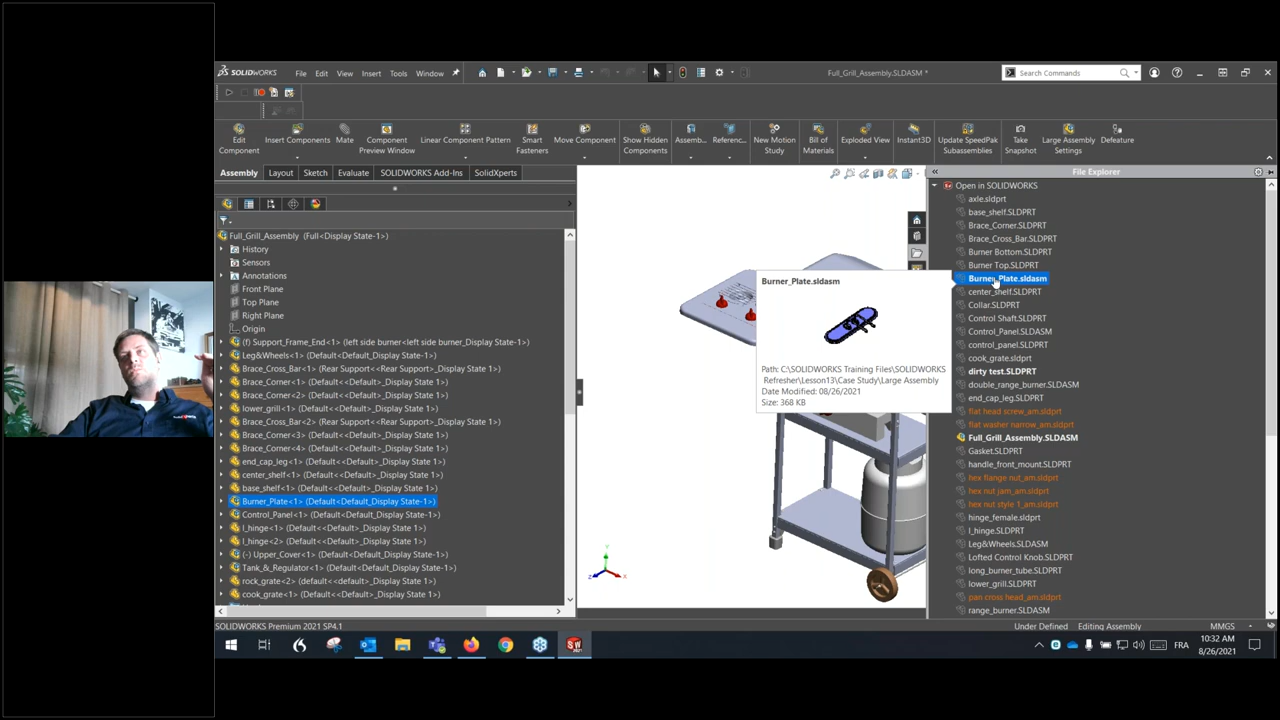 SOLIDWORKS
File Edit View Insert Tools Window
Full_Grill_Assembly.SLDASM *
Search Commands
Edit Component
Insert Components
Mate
Component Preview Window
Linear Component Pattern
Smart Fasteners
Move Component
Show Hidden Components
Assemb...
Referenc...
New Motion Study
Bill of Materials
Exploded View
Instant3D
Update SpeedPak Subassemblies
Take Snapshot
Large Assembly Settings
Defeature
Assembly Layout Sketch Evaluate SOLIDWORKS Add-Ins SolidXperts
Full_Grill_Assembly (Full<Display State-1>)
History
Sensors
Annotations
Front Plane
Top Plane
Right Plane
Origin
(f) Support_Frame_End<1> (left side burner<left side burner_Display State-1>)
Leg&Wheels<1> (Default<Default_Display State-1>)
Brace_Cross_Bar<1> (Rear Support<<Rear Support>_Display State 1>)
Brace_Corner<1> (Default<<Default>_Display State 1>)
Brace_Corner<2> (Default<<Default>_Display State 1>)
lower_grill<1> (Default<<Default>_Display State 1>)
Brace_Cross_Bar<2> (Rear Support<<Rear Support>_Display State 1>)
Brace_Corner<3> (Default<<Default>_Display State 1>)
Brace_Corner<4> (Default<<Default>_Display State 1>)
end_cap_leg<1> (Default<<Default>_Display State 1>)
center_shelf<1> (Default<<Default>_Display State 1>)
base_shelf<1> (Default<<Default>_Display State 1>)
Burner_Plate<1> (Default<Default_Display State-1>)
Control_Panel<1> (Default<Default_Display State-1>)
l_hinge<1> (Default<<Default>_Display State 1>)
l_hinge<2> (Default<<Default>_Display State 1>)
(-) Upper_Cover<1> (Default<Default_Display State-1>)
Tank_&_Regulator<1> (Default<Default_Display State-1>)
rock_grate<2> (default<<default>_Display State 1>)
cook_grate<1> (Default<<Default>_Display State 1>)
Burner_Plate.sldasm
Path: C:\SOLIDWORKS Training Files\SOLIDWORKS
Refresher\Lesson13\Case Study\Large Assembly
Date Modified: 08/26/2021
Size: 368 KB
y
z
x
File Explorer
Open in SOLIDWORKS
axle.sldprt
base_shelf.SLDPRT
Brace_Corner.SLDPRT
Brace_Cross_Bar.SLDPRT
Burner Bottom.SLDPRT
Burner Top.SLDPRT
Burner_Plate.sldasm
center_shelf.SLDPRT
Collar.SLDPRT
Control Shaft.SLDPRT
Control_Panel.SLDASM
control_panel.SLDPRT
cook_grate.sldprt
dirty test.SLDPRT
double_range_burner.SLDASM
end_cap_leg.SLDPRT
flat head screw_am.sldprt
flat washer narrow_am.sldprt
Full_Grill_Assembly.SLDASM
Gasket.SLDPRT
handle_front_mount.SLDPRT
hex flange nut_am.sldprt
hex nut jam_am.sldprt
hex nut style 1_am.sldprt
hinge_female.sldprt
l_hinge.SLDPRT
Leg&Wheels.SLDASM
Lofted Control Knob.SLDPRT
long_burner_tube.SLDPRT
lower_grill.SLDPRT
pan cross head_am.sldprt
range_burner.SLDASM
SOLIDWORKS Premium 2021 SP4.1
Under Defined Editing Assembly MMGS
FRA
10:32 AM
8/26/2021